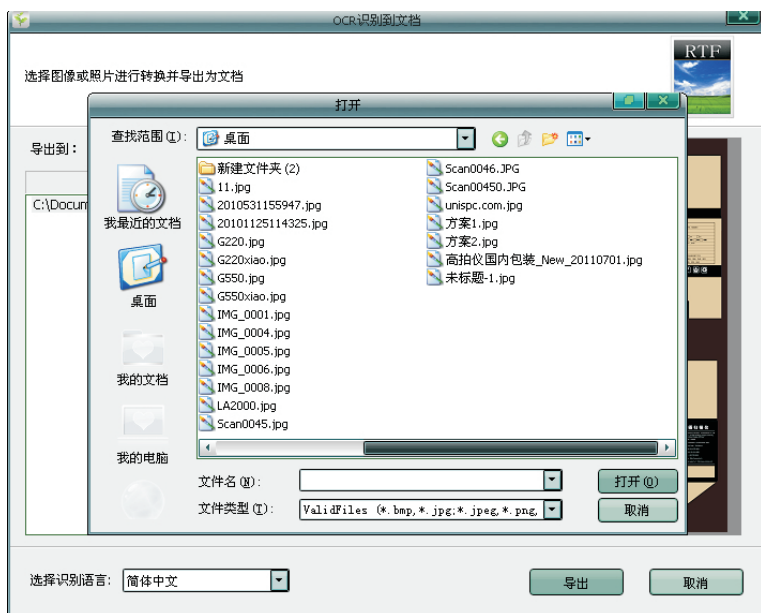 OCR识别到文档
RTF
选择图像或照片进行转换并导出为文档
打开
查找范围(I):
桌面
导出到：
C:\Docum
我最近的文档
桌面
我的文档
我的电脑
新建文件夹 (2)
11.jpg
2010531155947.jpg
20101125114325.jpg
G220.jpg
G220xiao.jpg
G550.jpg
G550xiao.jpg
IMG_0001.jpg
IMG_0004.jpg
IMG_0005.jpg
IMG_0006.jpg
IMG_0008.jpg
LA2000.jpg
Scan0045.jpg
Scan0046.JPG
Scan00450.JPG
unispc.com.jpg
方案1.jpg
方案2.jpg
高拍仪国内包装_New_20110701.jpg
未标题-1.jpg
文件名(N):
打开(O)
文件类型(T):
ValidFiles (*.bmp,*.jpg;*.jpeg,*.png,
取消
选择识别语言:
简体中文
导出
取消